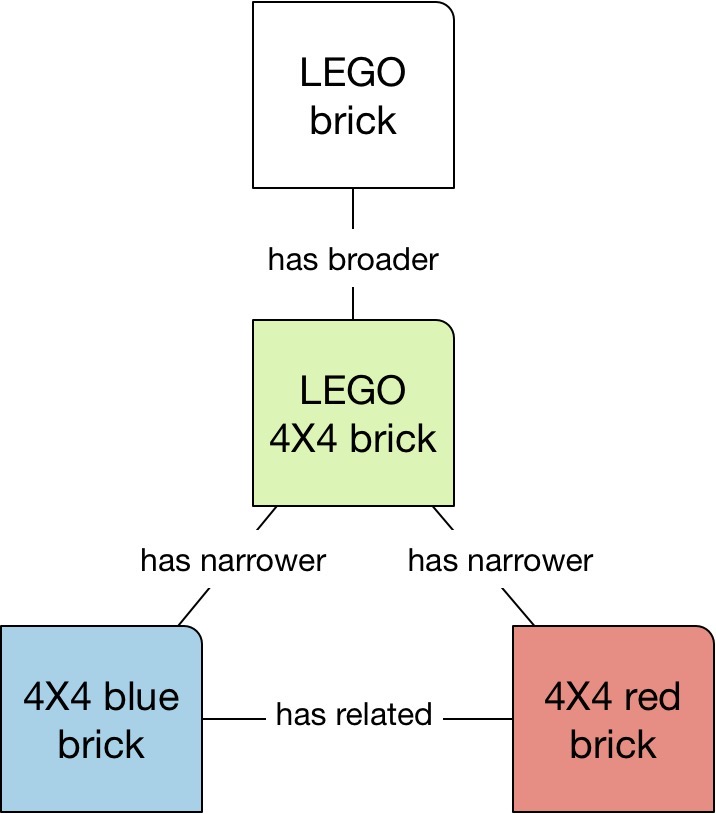 LEGO
brick
has broader
LEGO
4X4 brick
has narrower
has narrower
4X4 blue
brick
has related
4X4 red
brick